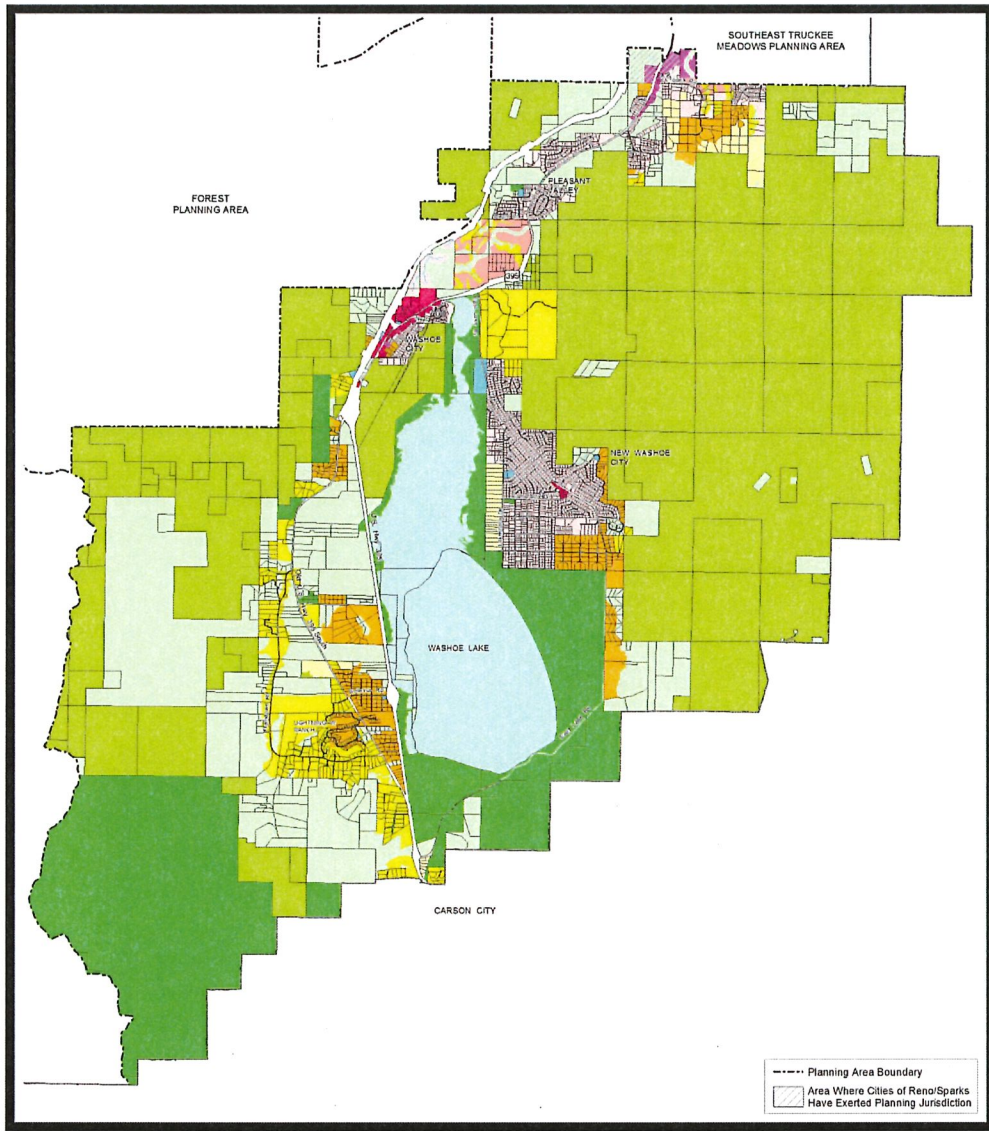 SOUTHEAST TRUCKEE
MEADOWS PLANNING AREA
FOREST
PLANNING AREA
PLEASANT
VALLEY
395
WASHOE
CITY
NEW WASHOE
CITY
WASHOE LAKE
CARSON CITY
Planning Area Boundary
Area Where Cities of Reno/Sparks
Have Exerted Planning Jurisdiction